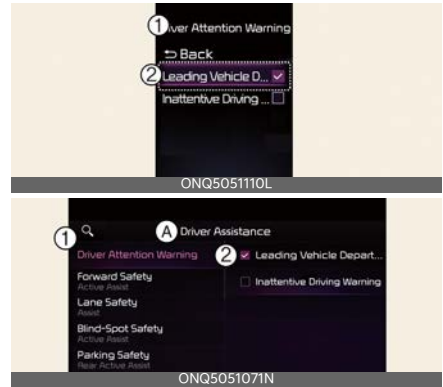 1
ver Attention Warning
Back
2
Leading Vehicle D...
Inattentive Driving ...
ONQ5051110L
A Driver Assistance
1
Driver Attention Warning
2
Leading Vehicle Depart...
Inattentive Driving Warning
Forward Safety
Active Assist
Lane Safety
Assist
Blind-Spot Safety
Active Assist
Parking Safety
Rear Active Assist
ONQ5051071N